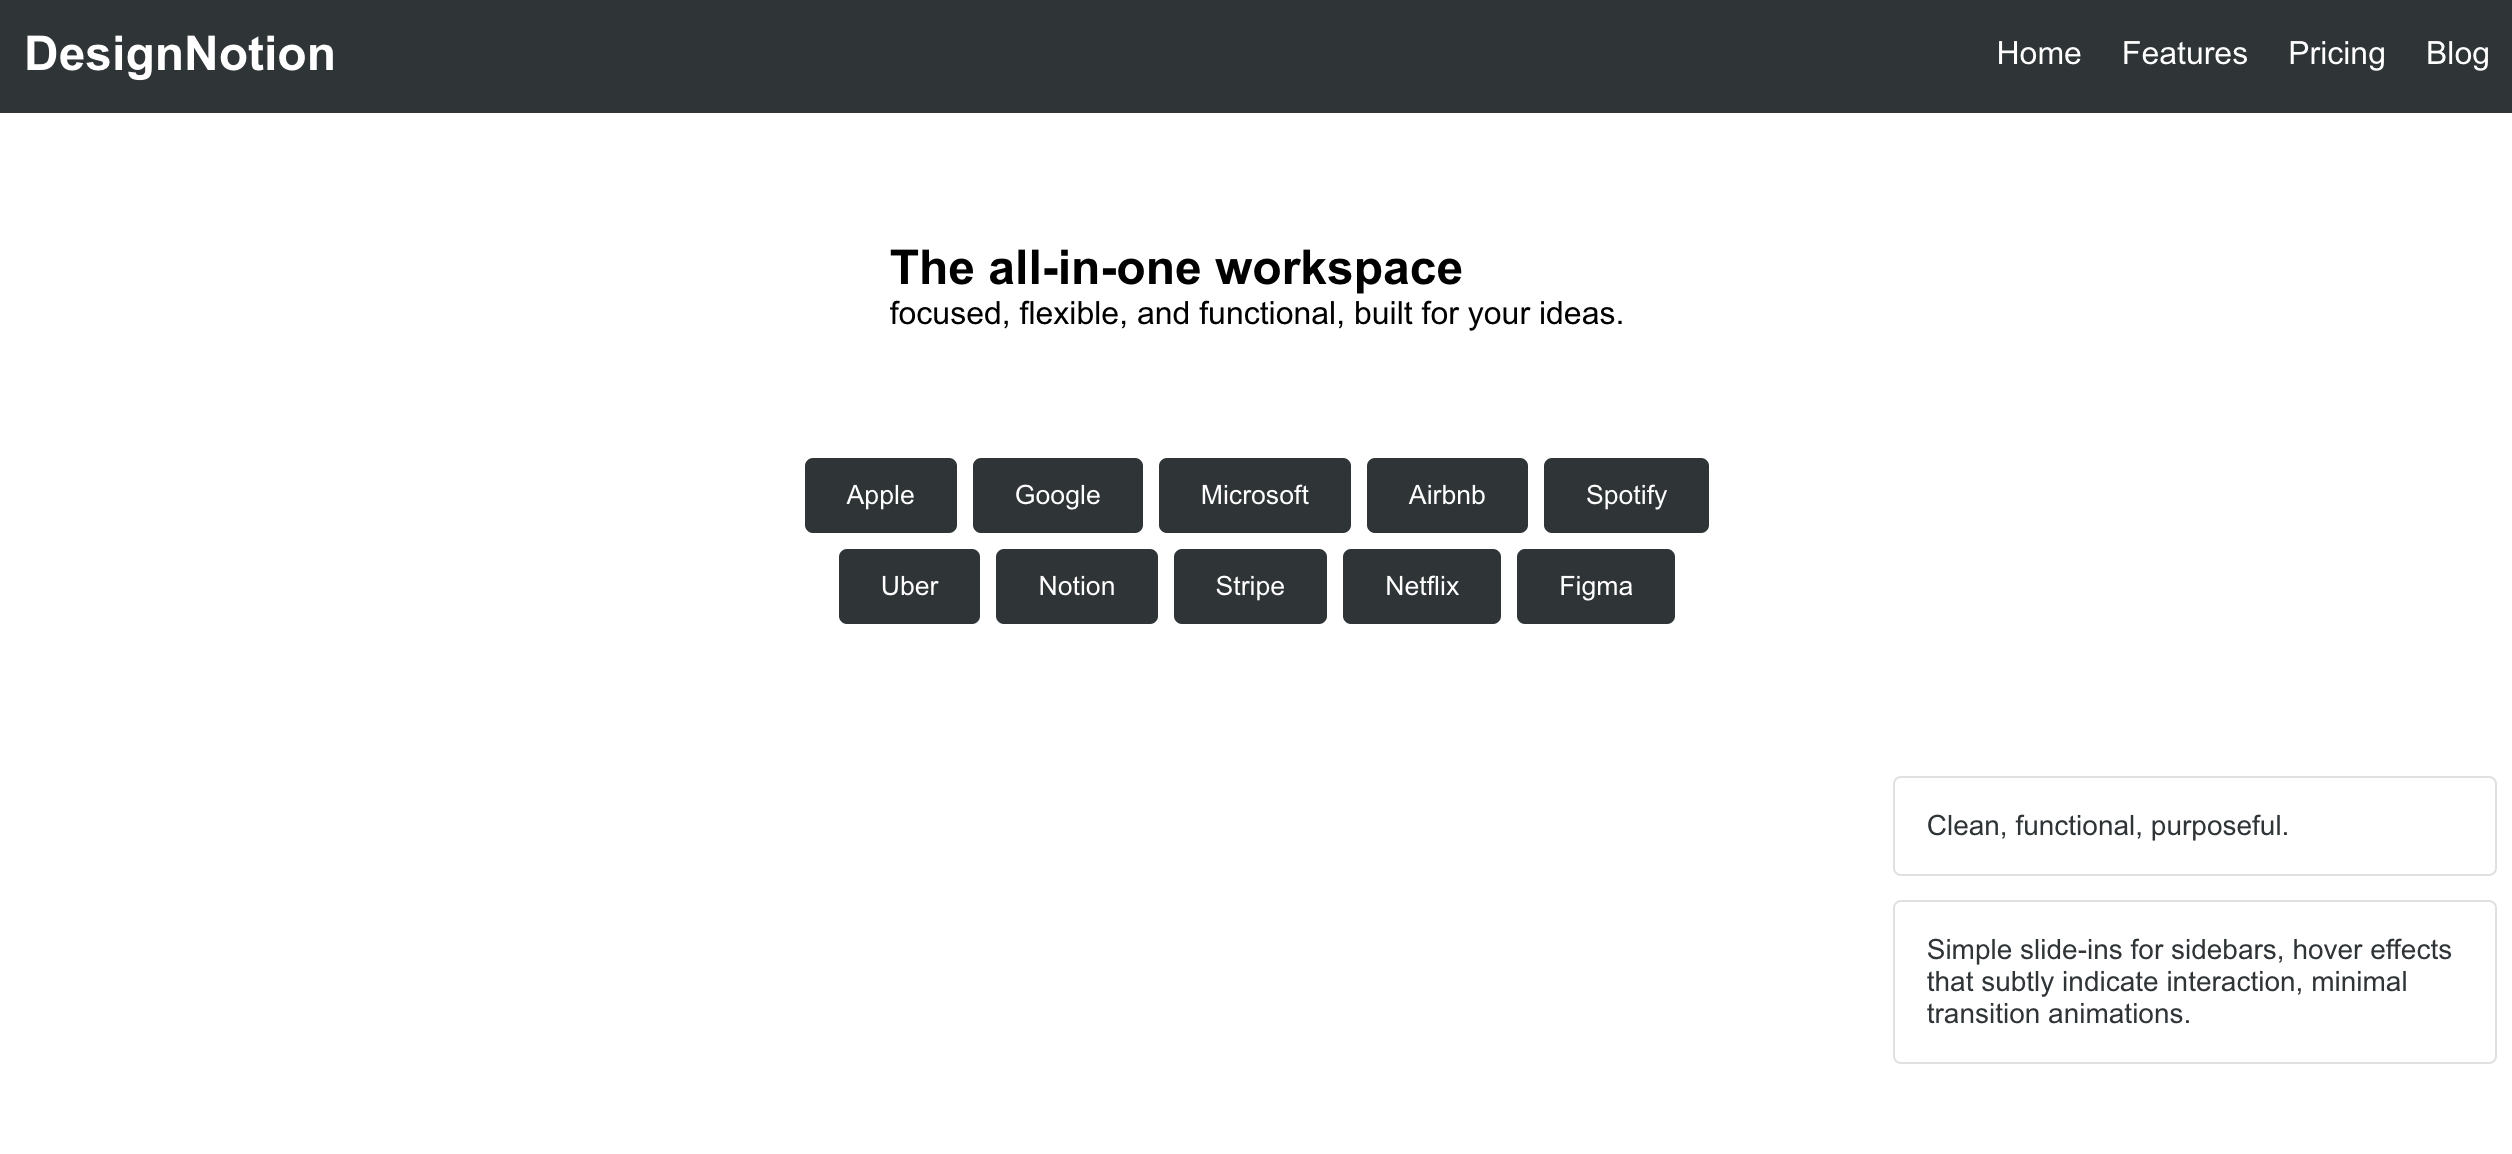 DesignNotion
Home Features Pricing Blog
The all-in-one workspace
focused, flexible, and functional, built for your ideas.
Apple Google Microsoft Airbnb Spotify
Uber Notion Stripe Netflix Figma
Clean, functional, purposeful.
Simple slide-ins for sidebars, hover effects
that subtly indicate interaction, minimal
transition animations.